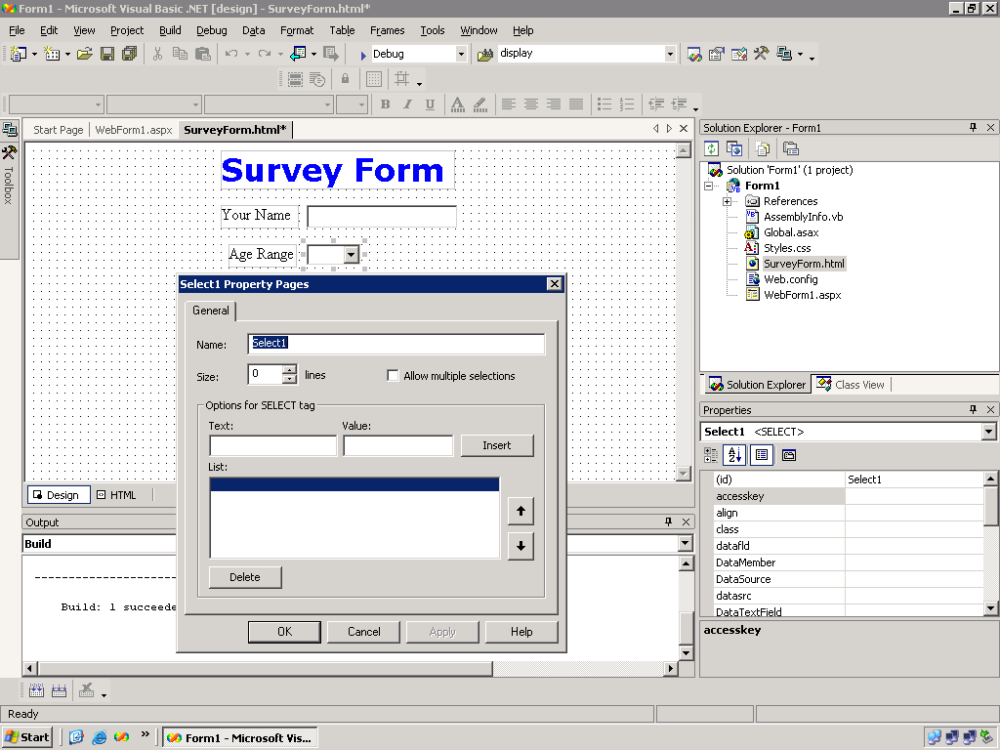 Form1 - Microsoft Visual Basic .NET [design] - SurveyForm.html*
File Edit View Project Build Debug Data Format Table Frames Tools Window Help
Debug display
B I U
Start Page WebForm1.aspx SurveyForm.html*
Toolbox
Survey Form
Your Name
Age Range
Select1 Property Pages
General
Name: Select1
Size: 0 lines Allow multiple selections
Options for SELECT tag
Text: Value:
Insert
List:
Delete
OK Cancel Apply Help
Design HTML
Output
Build
Build: 1 succeede
Solution Explorer - Form1
Solution 'Form1' (1 project)
Form1
References
AssemblyInfo.vb
Global.asax
Styles.css
SurveyForm.html
Web.config
WebForm1.aspx
Solution Explorer Class View
Properties
Select1 <SELECT>
(id) Select1
accesskey
align
class
datafld
DataMember
DataSource
datasrc
DataTextField
accesskey
Ready
Start » Form1 - Microsoft Vis...